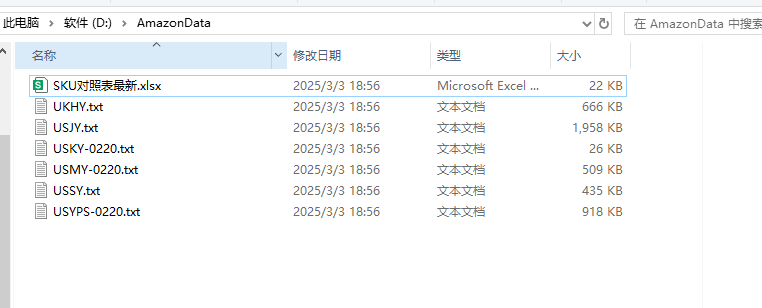 此电脑 > 软件 (D:) > AmazonData 在 AmazonData 中搜索
名称 修改日期 类型 大小
SKU对照表最新.xlsx 2025/3/3 18:56 Microsoft Excel ... 22 KB
UKHY.txt 2025/3/3 18:56 文本文档 666 KB
USJY.txt 2025/3/3 18:56 文本文档 1,958 KB
USKY-0220.txt 2025/3/3 18:56 文本文档 26 KB
USMY-0220.txt 2025/3/3 18:56 文本文档 509 KB
USSY.txt 2025/3/3 18:56 文本文档 435 KB
USYPS-0220.txt 2025/3/3 18:56 文本文档 918 KB